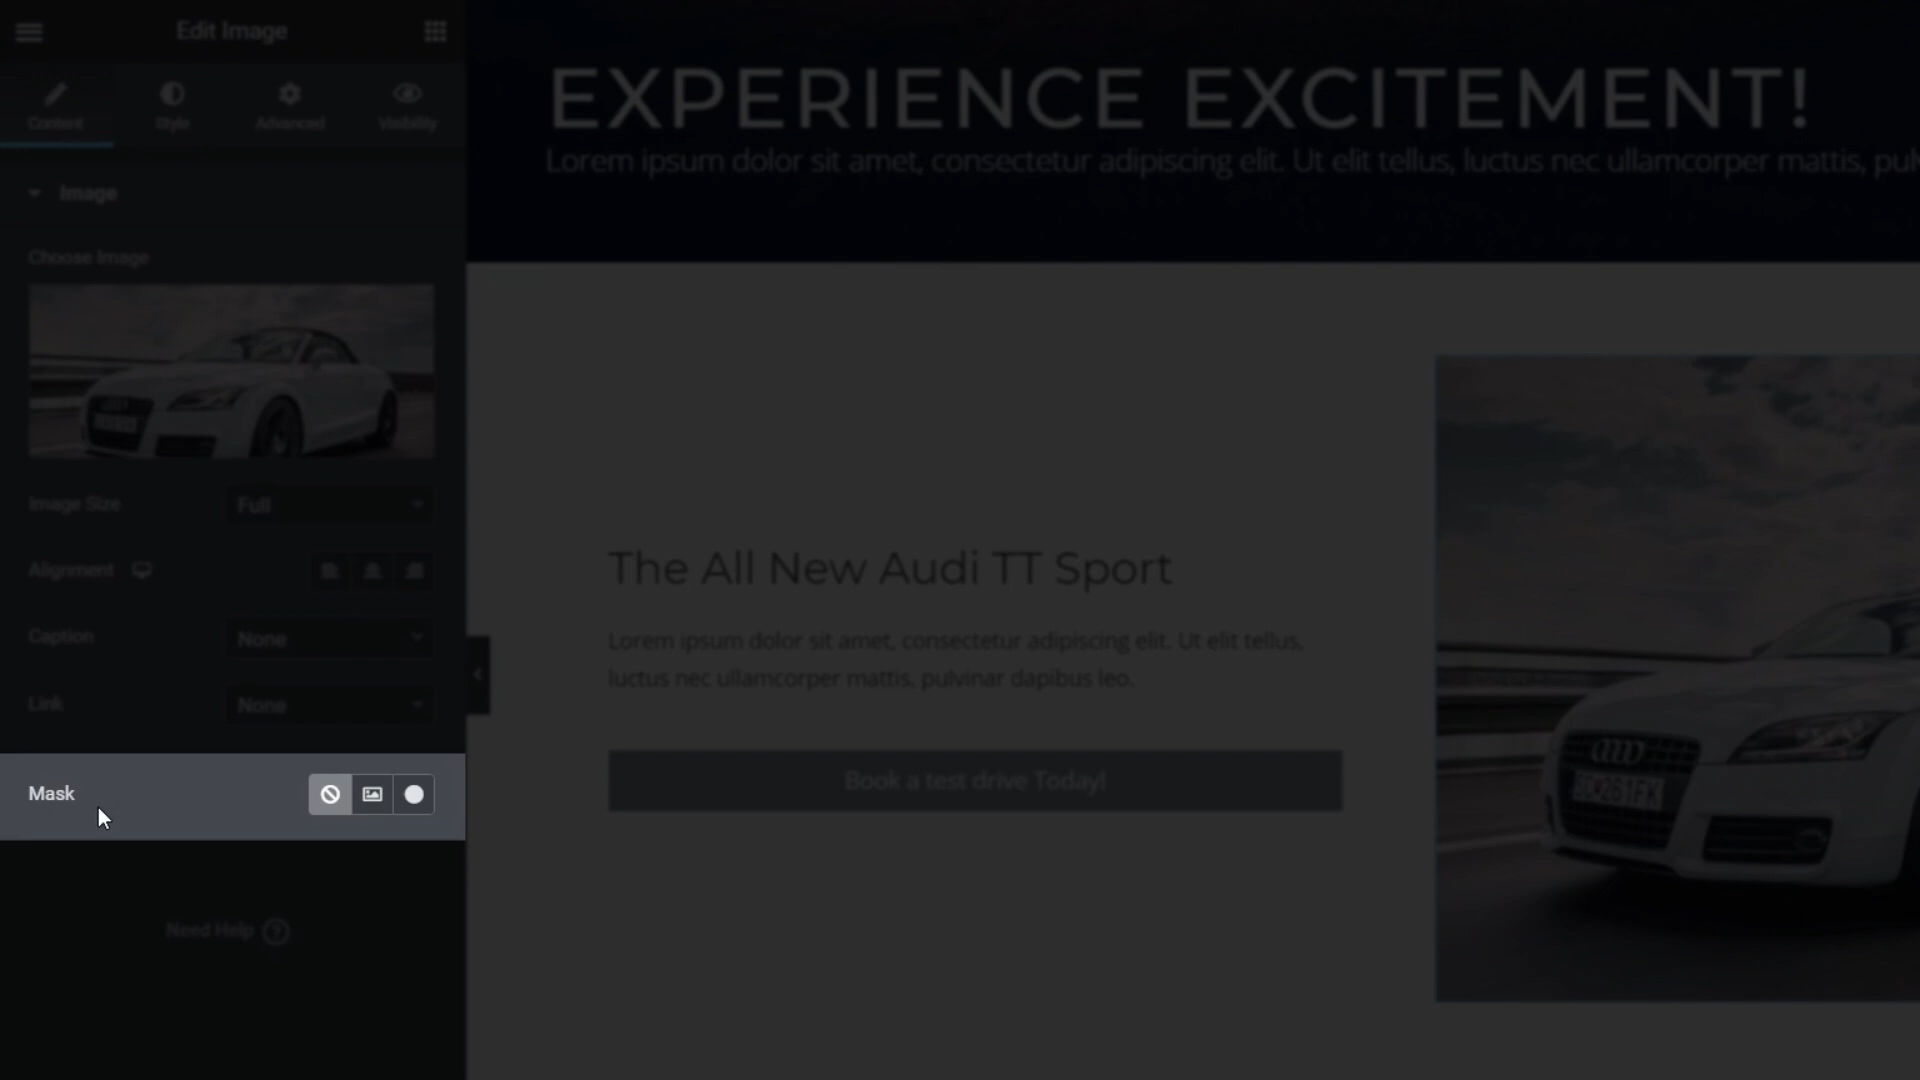 Edit Image
Content
Style
Advanced
Visibility
Image
Choose Image
Image Size
Full
Alignment
Caption
None
Link
None
Mask
Need Help
?
EXPERIENCE EXCITEMENT!
Lorem ipsum dolor sit amet, consectetur adipiscing elit. Ut elit tellus, luctus nec ullamcorper mattis, pulv
The All New Audi TT Sport
Lorem ipsum dolor sit amet, consectetur adipiscing elit. Ut elit tellus,
luctus nec ullamcorper mattis, pulvinar dapibus leo.
Book a test drive Today!